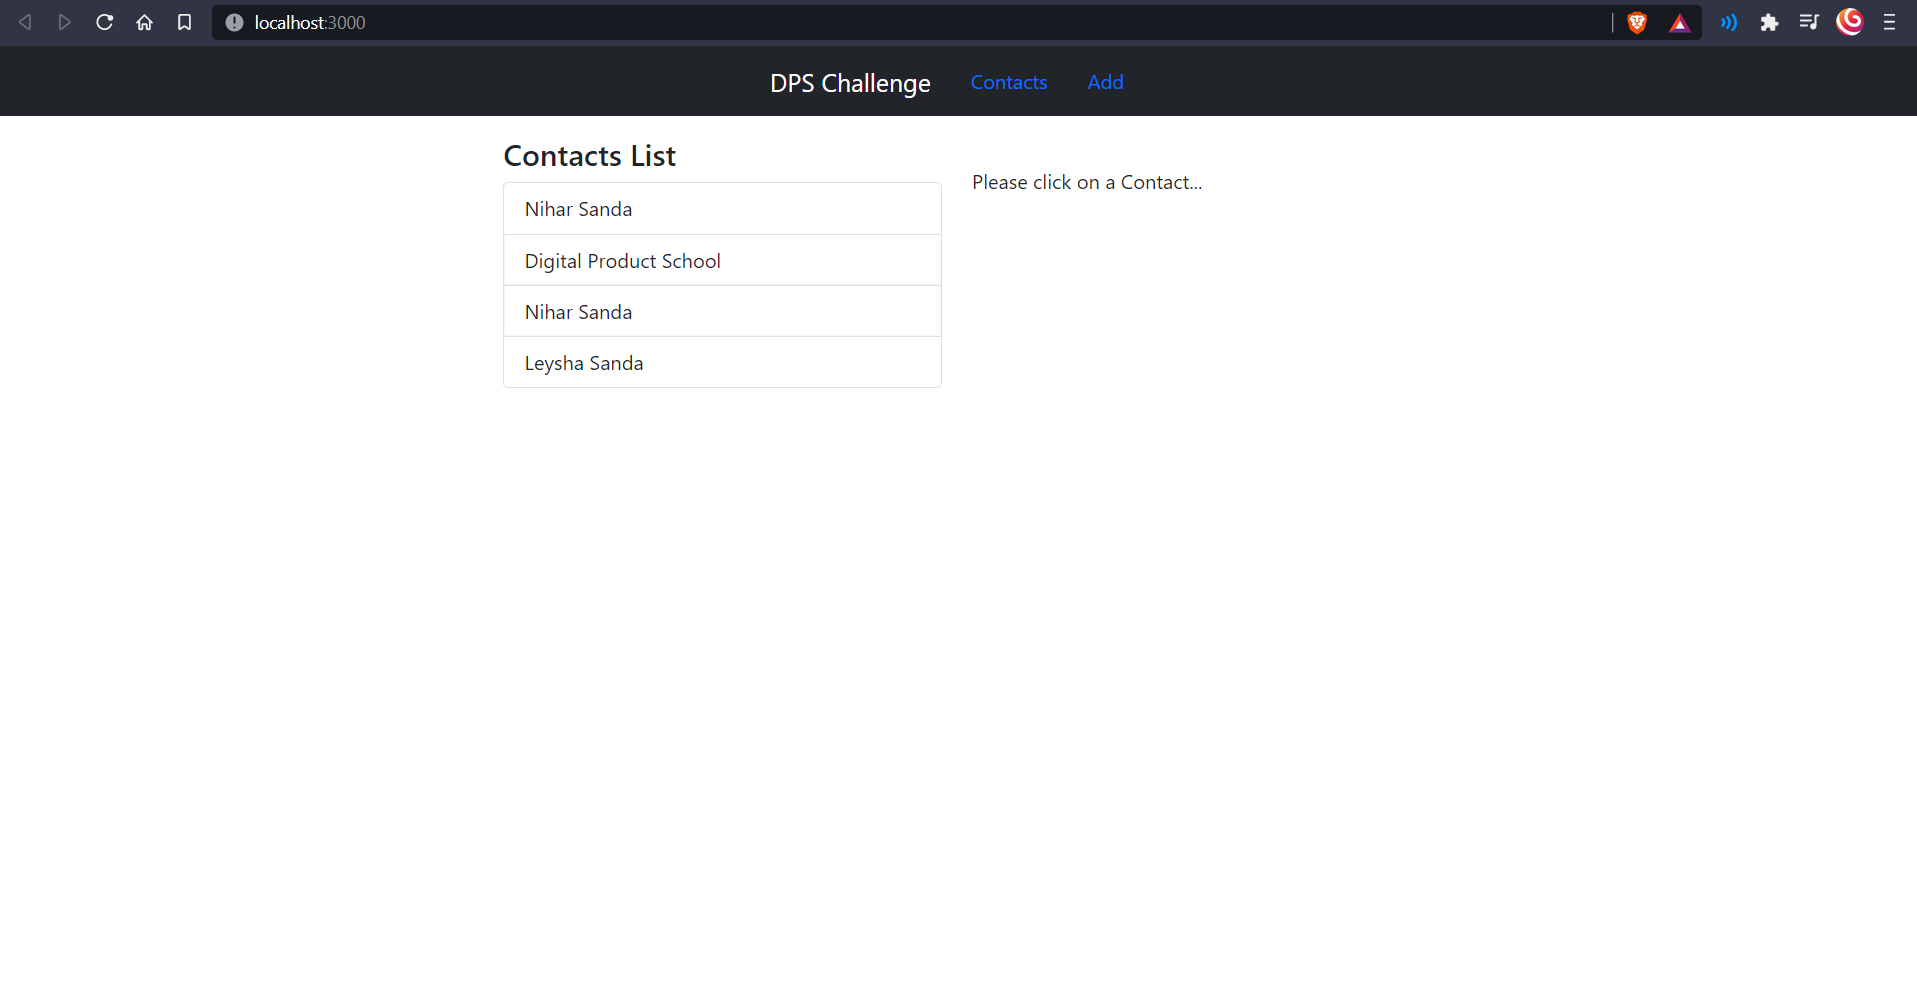 localhost:3000
DPS Challenge Contacts Add
Contacts List
Please click on a Contact...
Nihar Sanda
Digital Product School
Nihar Sanda
Leysha Sanda